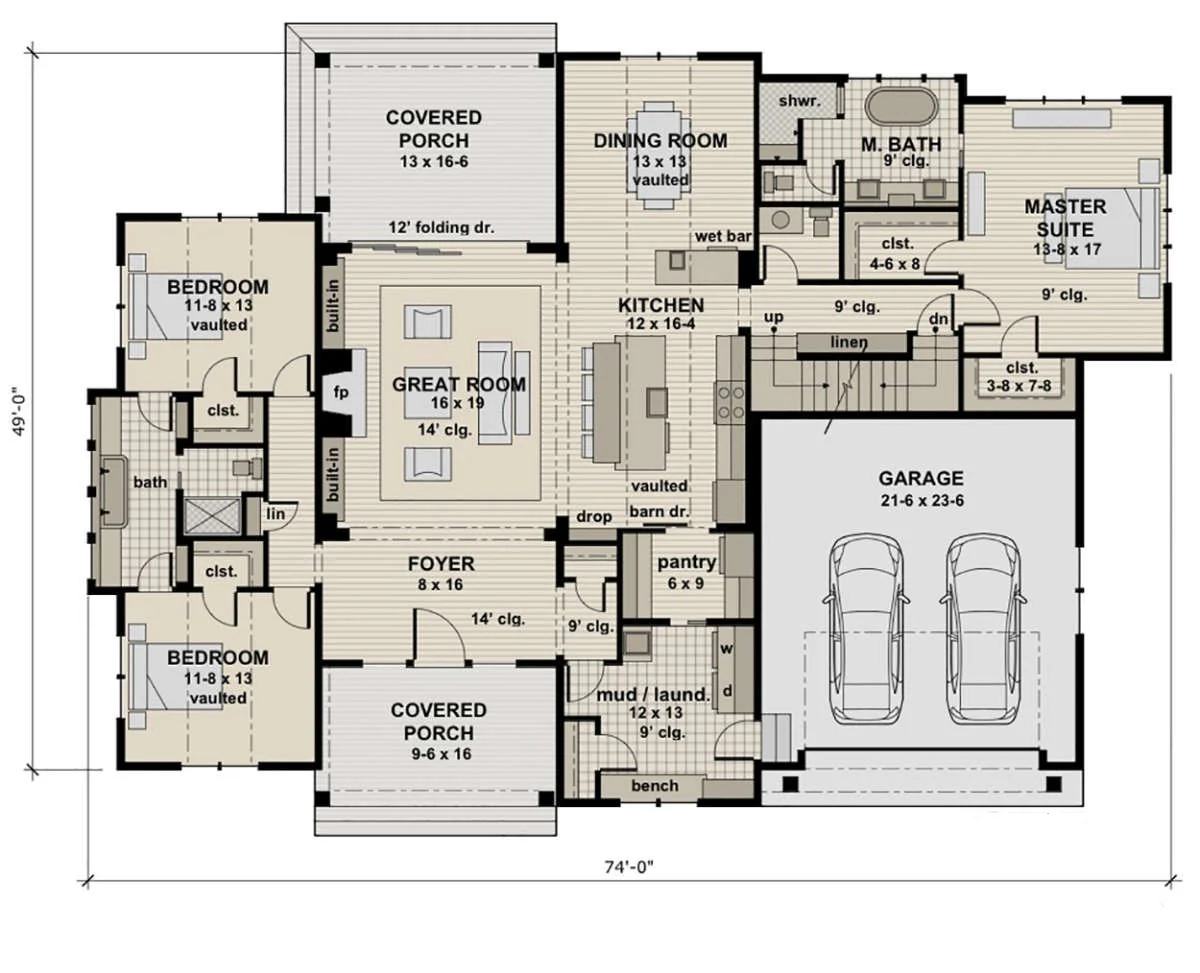 COVERED
PORCH
13 x 16-6
12' folding dr.
DINING ROOM
13 x 13
vaulted
wet bar
shwr.
M. BATH
9' clg.
MASTER
SUITE
13-8 x 17
9' clg.
clst.
4-6 x 8
BEDROOM
11-8 x 13
vaulted
built-in
KITCHEN
12 x 16-4
up
9' clg.
dn
linen
clst.
3-8 x 7-8
49'-0"
clst.
fp
GREAT ROOM
16 x 19
14' clg.
bath
built-in
lin
vaulted
barn dr.
drop
GARAGE
21-6 x 23-6
clst.
FOYER
8 x 16
14' clg.
9' clg.
pantry
6 x 9
BEDROOM
11-8 x 13
vaulted
COVERED
PORCH
9-6 x 16
w
d
mud / laund.
12 x 13
9' clg.
bench
74'-0"